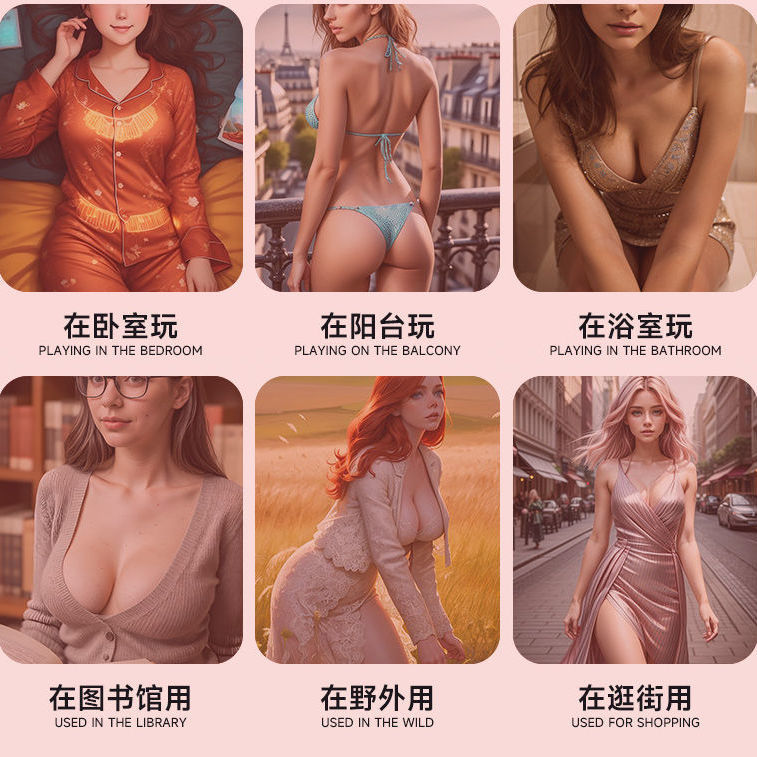 在卧室玩
PLAYING IN THE BEDROOM
在阳台玩
PLAYING ON THE BALCONY
在浴室玩
PLAYING IN THE BATHROOM
在图书馆用
USED IN THE LIBRARY
在野外用
USED IN THE WILD
在逛街用
USED FOR SHOPPING